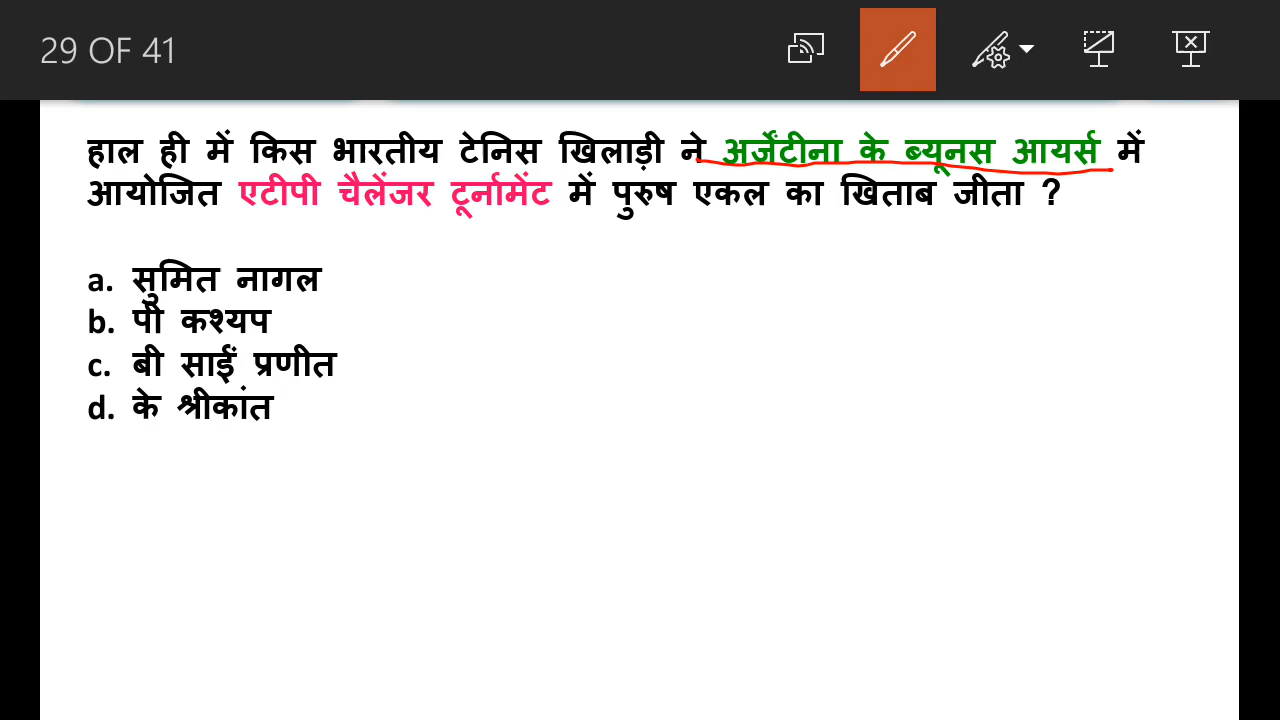 29 OF 41
हाल ही में किस भारतीय टेनिस खिलाड़ी ने अर्जेंटीना के ब्यूनस आयर्स में
आयोजित एटीपी चैलेंजर टूर्नामेंट में पुरुष एकल का खिताब जीता ?
a. सुमित नागल
b. पी कश्यप
c. बी साईं प्रणीत
d. के श्रीकांत